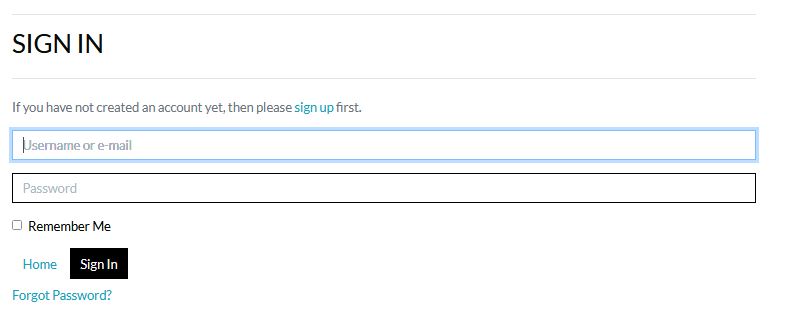 SIGN IN
If you have not created an account yet, then please sign up first.
Username or e-mail
Password
Remember Me
Home Sign In
Forgot Password?